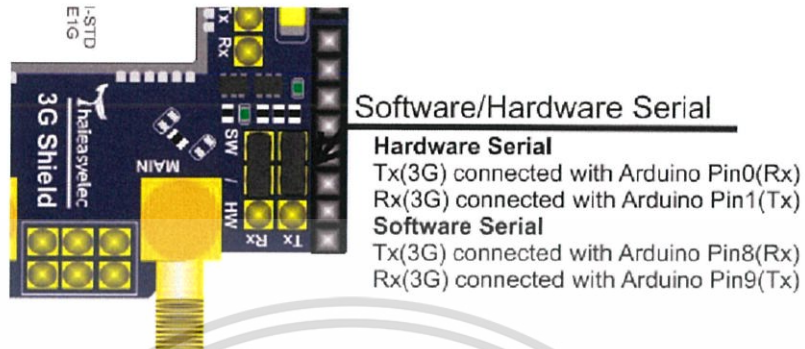 I-STD
E1G
Tx
Rx
Thaieasyelec
3G Shield
MAIN
SW / HW
Rx
Tx
Software/Hardware Serial
Hardware Serial
Tx(3G) connected with Arduino Pin0(Rx)
Rx(3G) connected with Arduino Pin1(Tx)
Software Serial
Tx(3G) connected with Arduino Pin8(Rx)
Rx(3G) connected with Arduino Pin9(Tx)